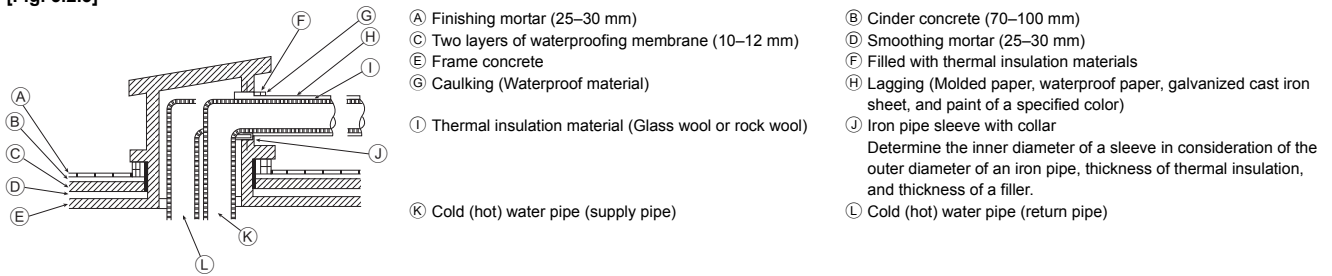 Ⓐ Finishing mortar (25–30 mm)
Ⓑ Cinder concrete (70–100 mm)
Ⓒ Two layers of waterproofing membrane (10–12 mm)
Ⓓ Smoothing mortar (25–30 mm)
Ⓔ Frame concrete
Ⓕ Filled with thermal insulation materials
Ⓖ Caulking (Waterproof material)
Ⓗ Lagging (Molded paper, waterproof paper, galvanized cast iron
sheet, and paint of a specified color)
Ⓘ Thermal insulation material (Glass wool or rock wool)
Ⓙ Iron pipe sleeve with collar
Determine the inner diameter of a sleeve in consideration of the
outer diameter of an iron pipe, thickness of thermal insulation,
and thickness of a filler.
Ⓚ Cold (hot) water pipe (supply pipe)
Ⓛ Cold (hot) water pipe (return pipe)
Ⓕ
Ⓖ
Ⓗ
Ⓘ
Ⓐ
Ⓑ
Ⓒ
Ⓓ
Ⓔ
Ⓙ
Ⓚ
Ⓛ